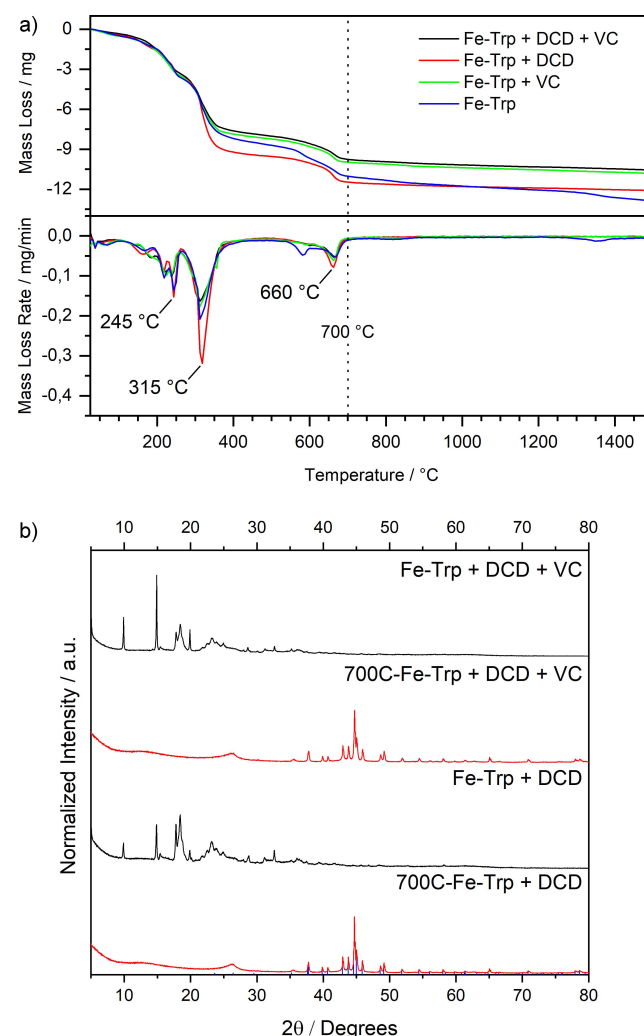 a)
0
-3
-6
-9
-12
Mass Loss / mg
Fe-Trp + DCD + VC
Fe-Trp + DCD
Fe-Trp + VC
Fe-Trp
0,0
-0,1
-0,2
-0,3
-0,4
Mass Loss Rate / mg/min
245 °C
315 °C
660 °C
700 °C
200 400 600 800 1000 1200 1400
Temperature / °C
b)
10 20 30 40 50 60 70 80
Fe-Trp + DCD + VC
700C-Fe-Trp + DCD + VC
Fe-Trp + DCD
700C-Fe-Trp + DCD
Normalized Intensity / a.u.
10 20 30 40 50 60 70 80
2θ / Degrees